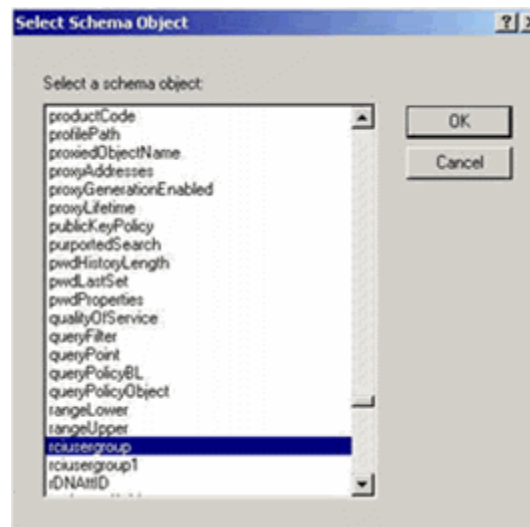 Select Schema Object
Select a schema object:
productCode
profilePath
proxiedObjectName
proxyAddresses
proxyGenerationEnabled
proxyLifetime
publicKeyPolicy
purportedSearch
pwdHistoryLength
pwdLastSet
pwdProperties
qualityOfService
queryFilter
queryPoint
queryPolicyBL
queryPolicyObject
rangeLower
rangeUpper
rciusergroup
rciusergroup1
rDNAttID
OK
Cancel